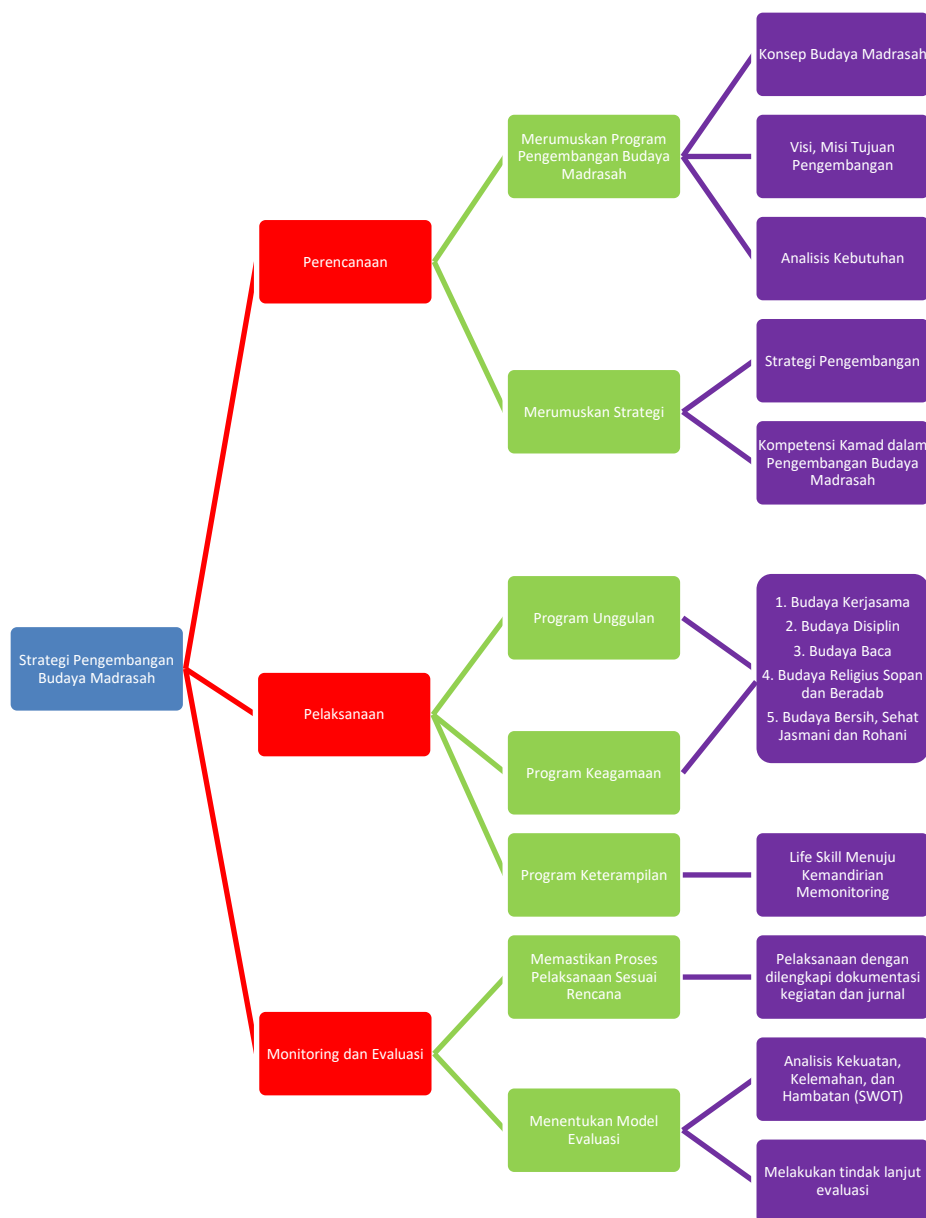 Konsep Budaya Madrasah
Merumuskan Program
Pengembangan Budaya
Madrasah
Visi, Misi Tujuan
Pengembangan
Perencanaan
Analisis Kebutuhan
Strategi Pengembangan
Merumuskan Strategi
Kompetensi Kamad dalam
Pengembangan Budaya
Madrasah
Strategi Pengembangan
Budaya Madrasah
Program Unggulan
1. Budaya Kerjasama
2. Budaya Disiplin
3. Budaya Baca
4. Budaya Religius Sopan
dan Beradab
5. Budaya Bersih, Sehat
Jasmani dan Rohani
Pelaksanaan
Program Keagamaan
Program Keterampilan
Life Skill Menuju
Kemandirian
Memonitoring
Memastikan Proses
Pelaksanaan Sesuai
Rencana
Pelaksanaan dengan
dilengkapi dokumentasi
kegiatan dan jurnal
Monitoring dan Evaluasi
Analisis Kekuatan,
Kelemahan, dan
Hambatan (SWOT)
Menentukan Model
Evaluasi
Melakukan tindak lanjut
evaluasi